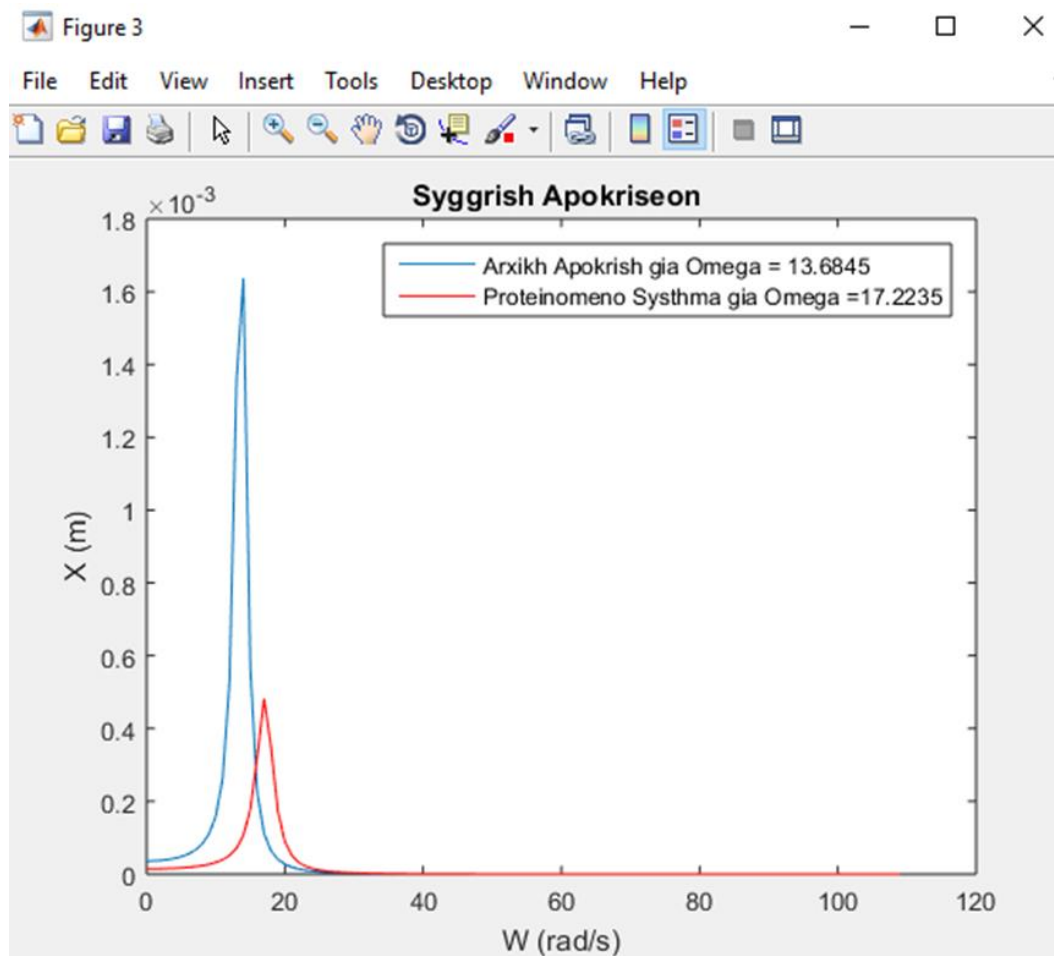 Figure 3
File Edit View Insert Tools Desktop Window Help
×10-3
Syggrish Apokriseon
1.8
Arxikh Apokrish gia Omega = 13.6845
Proteinomeno Systhma gia Omega =17.2235
1.6
1.4
1.2
1
0.8
0.6
0.4
0.2
0
X (m)
0 20 40 60 80 100 120
W (rad/s)